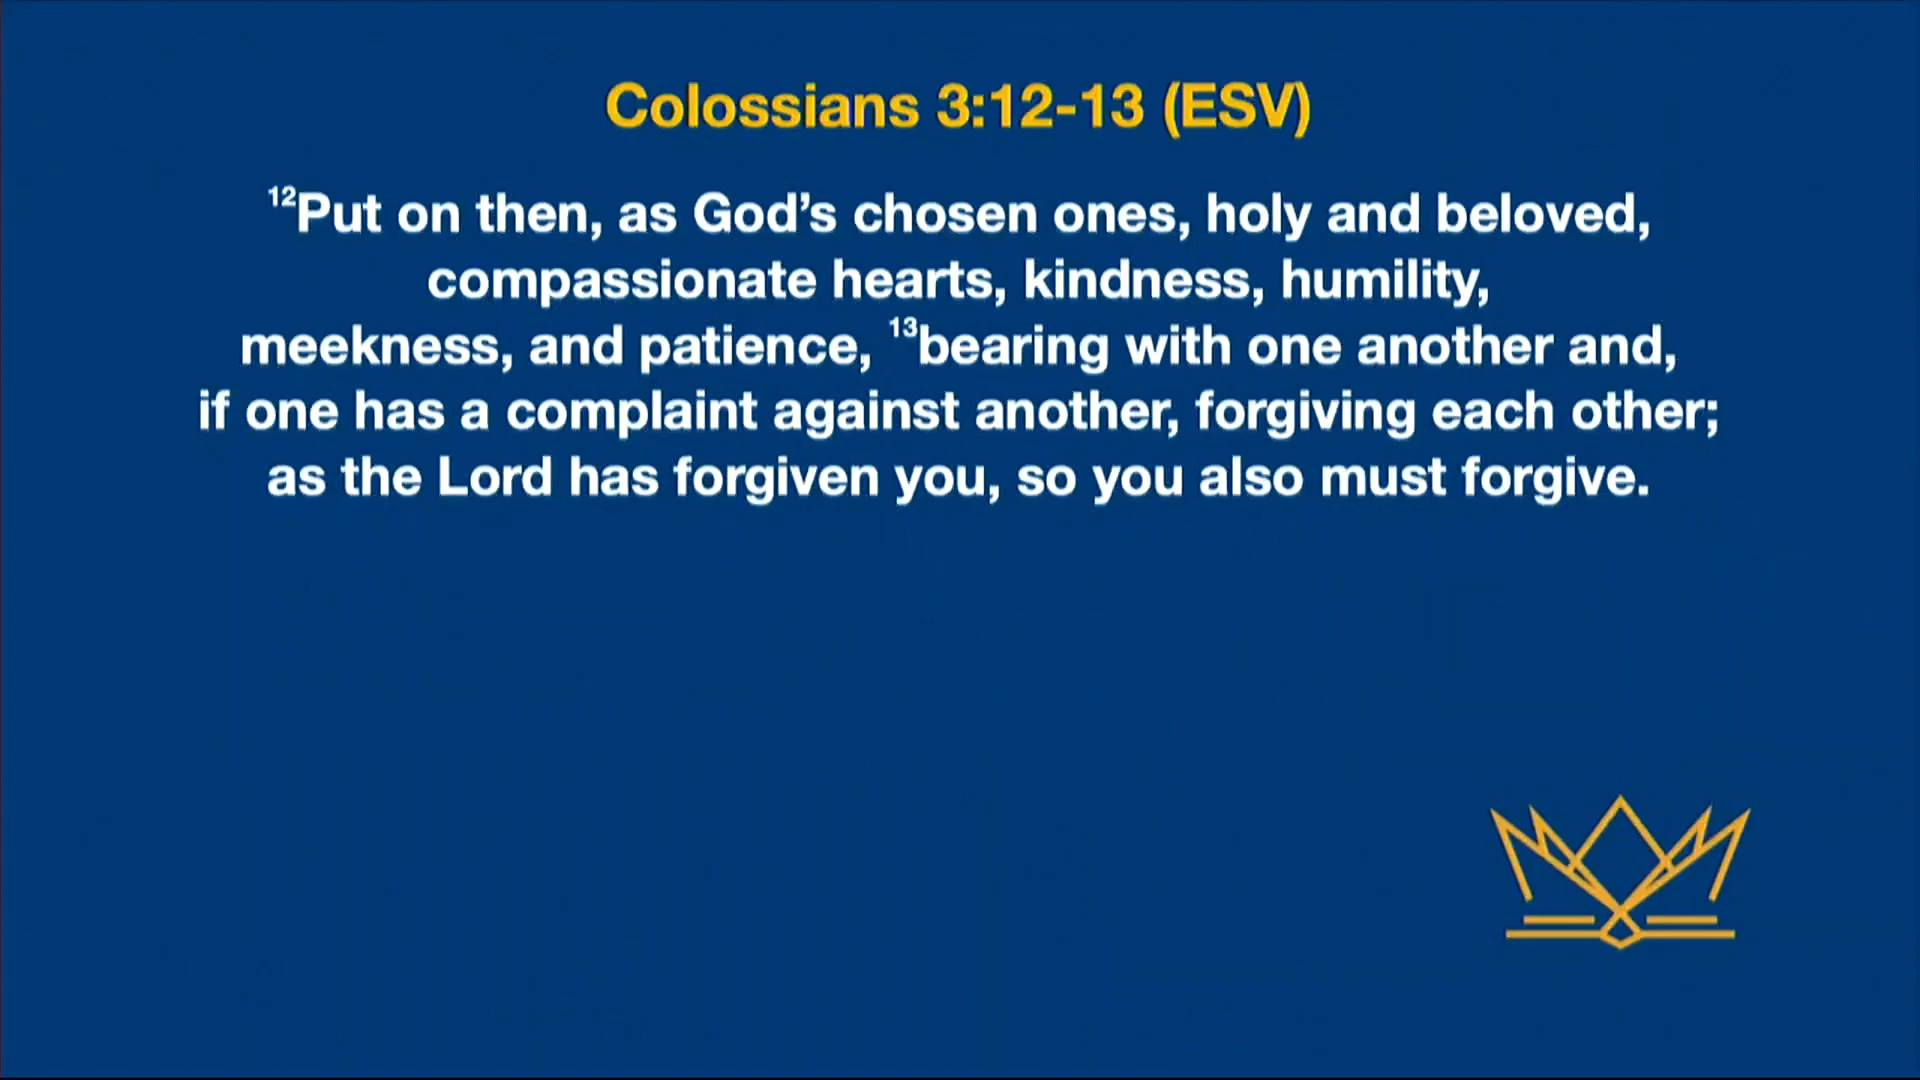 Colossians 3:12-13 (ESV)
12Put on then, as God’s chosen ones, holy and beloved,
compassionate hearts, kindness, humility,
meekness, and patience, 13bearing with one another and,
if one has a complaint against another, forgiving each other;
as the Lord has forgiven you, so you also must forgive.